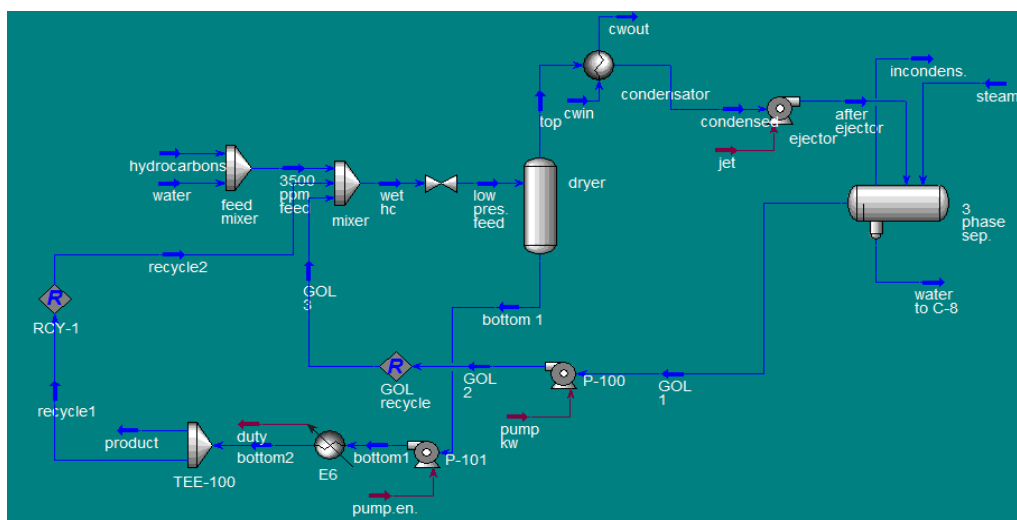 cwout
incondens.
steam
condensator
cwin
top
condensed
after
ejector
ejector
jet
hydrocarbons
water
feed
mixer
3500
ppm
feed
mixer
wet
hc
low
pres.
feed
dryer
3
phase
sep.
recycle2
RCY-1
GOL
3
bottom 1
water
to C-8
GOL
recycle
GOL
2
P-100
GOL
1
recycle1
product
duty
bottom2
E6
bottom1
P-101
pump
kw
TEE-100
pump.en.
R
R